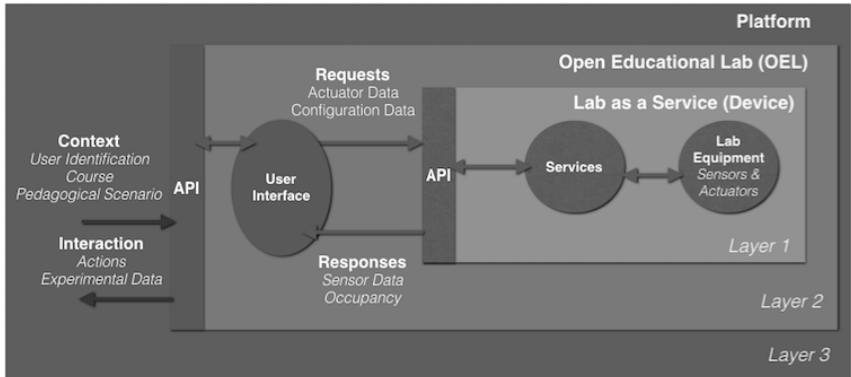 Platform
Open Educational Lab (OEL)
Requests
Actuator Data
Configuration Data
Lab as a Service (Device)
Context
User Identification
Course
Pedagogical Scenario
API
User
Interface
API
Services
Lab
Equipment
Sensors &
Actuators
Interaction
Actions
Experimental Data
Responses
Sensor Data
Occupancy
Layer 1
Layer 2
Layer 3